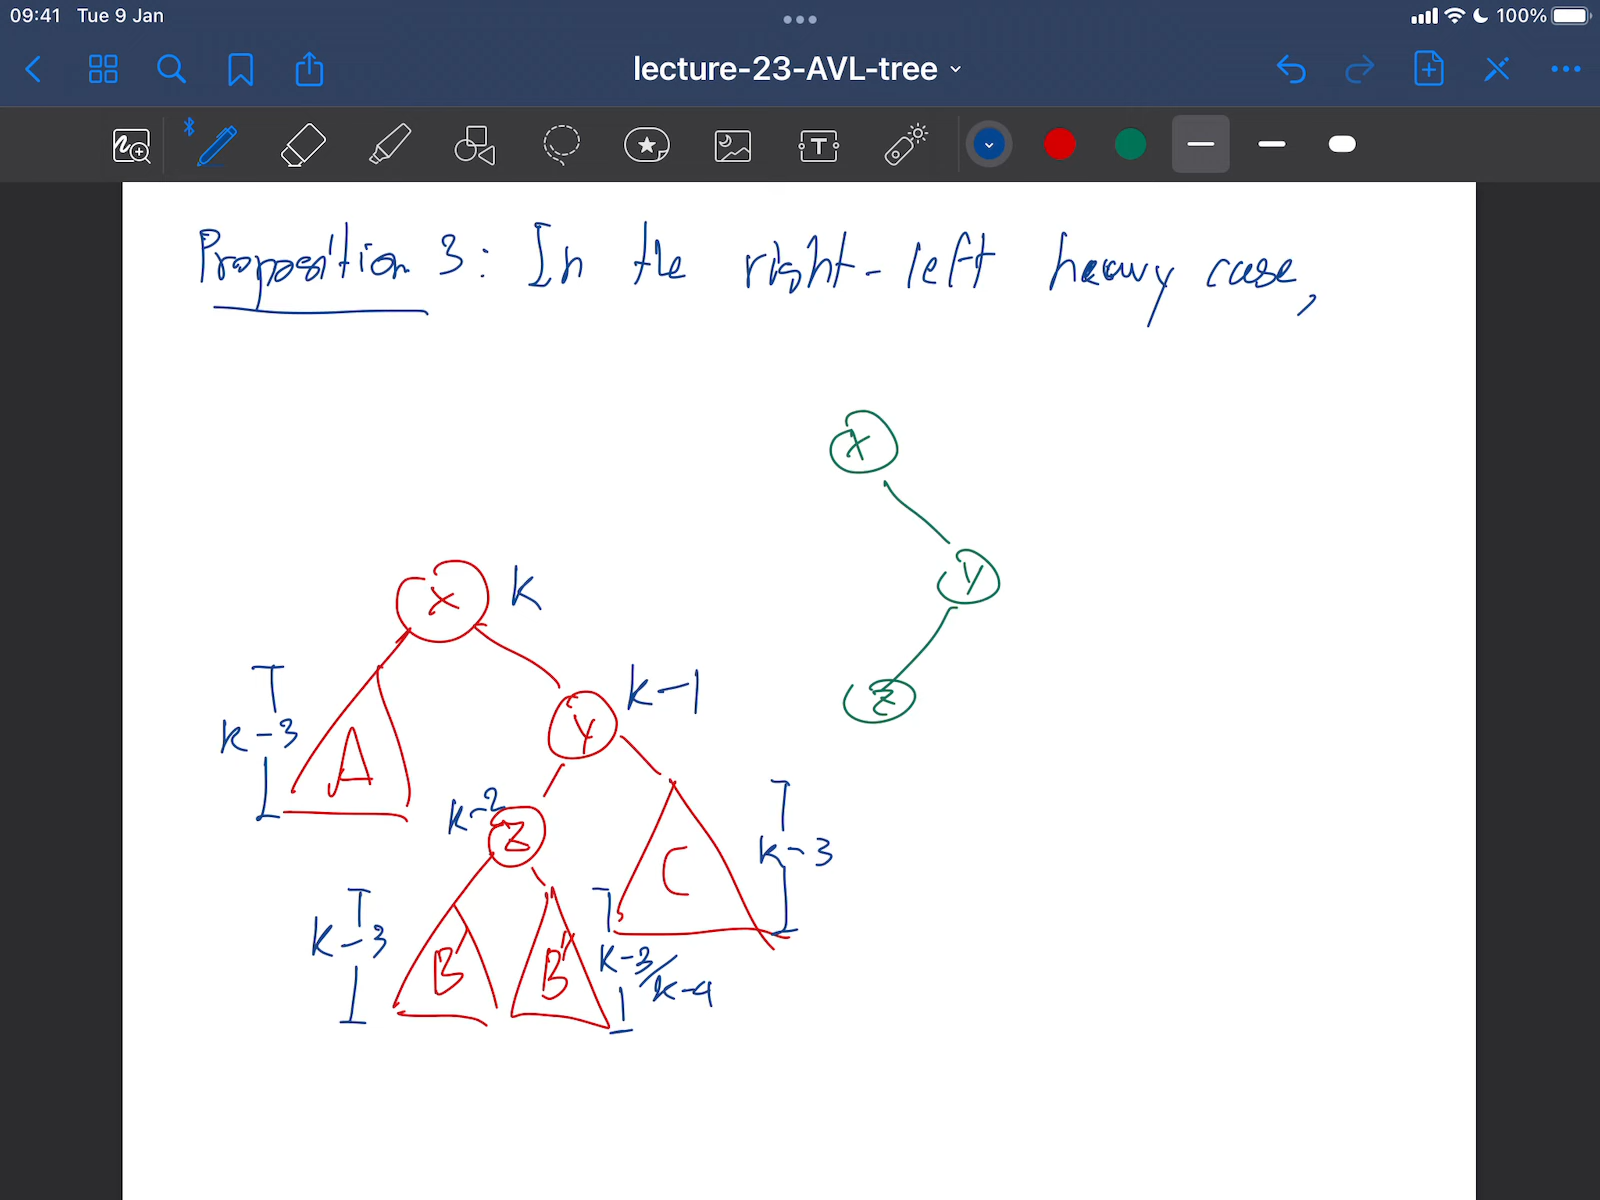 09:41 Tue 9 Jan
100%
lecture-23-AVL-tree
T
Proposition 3: In the right-left heavy case,
X
Y
Z
X K
K-1
K-3
A
Y
K-2
Z
C
K-3
K-3
B'
B''
K-3/K-4